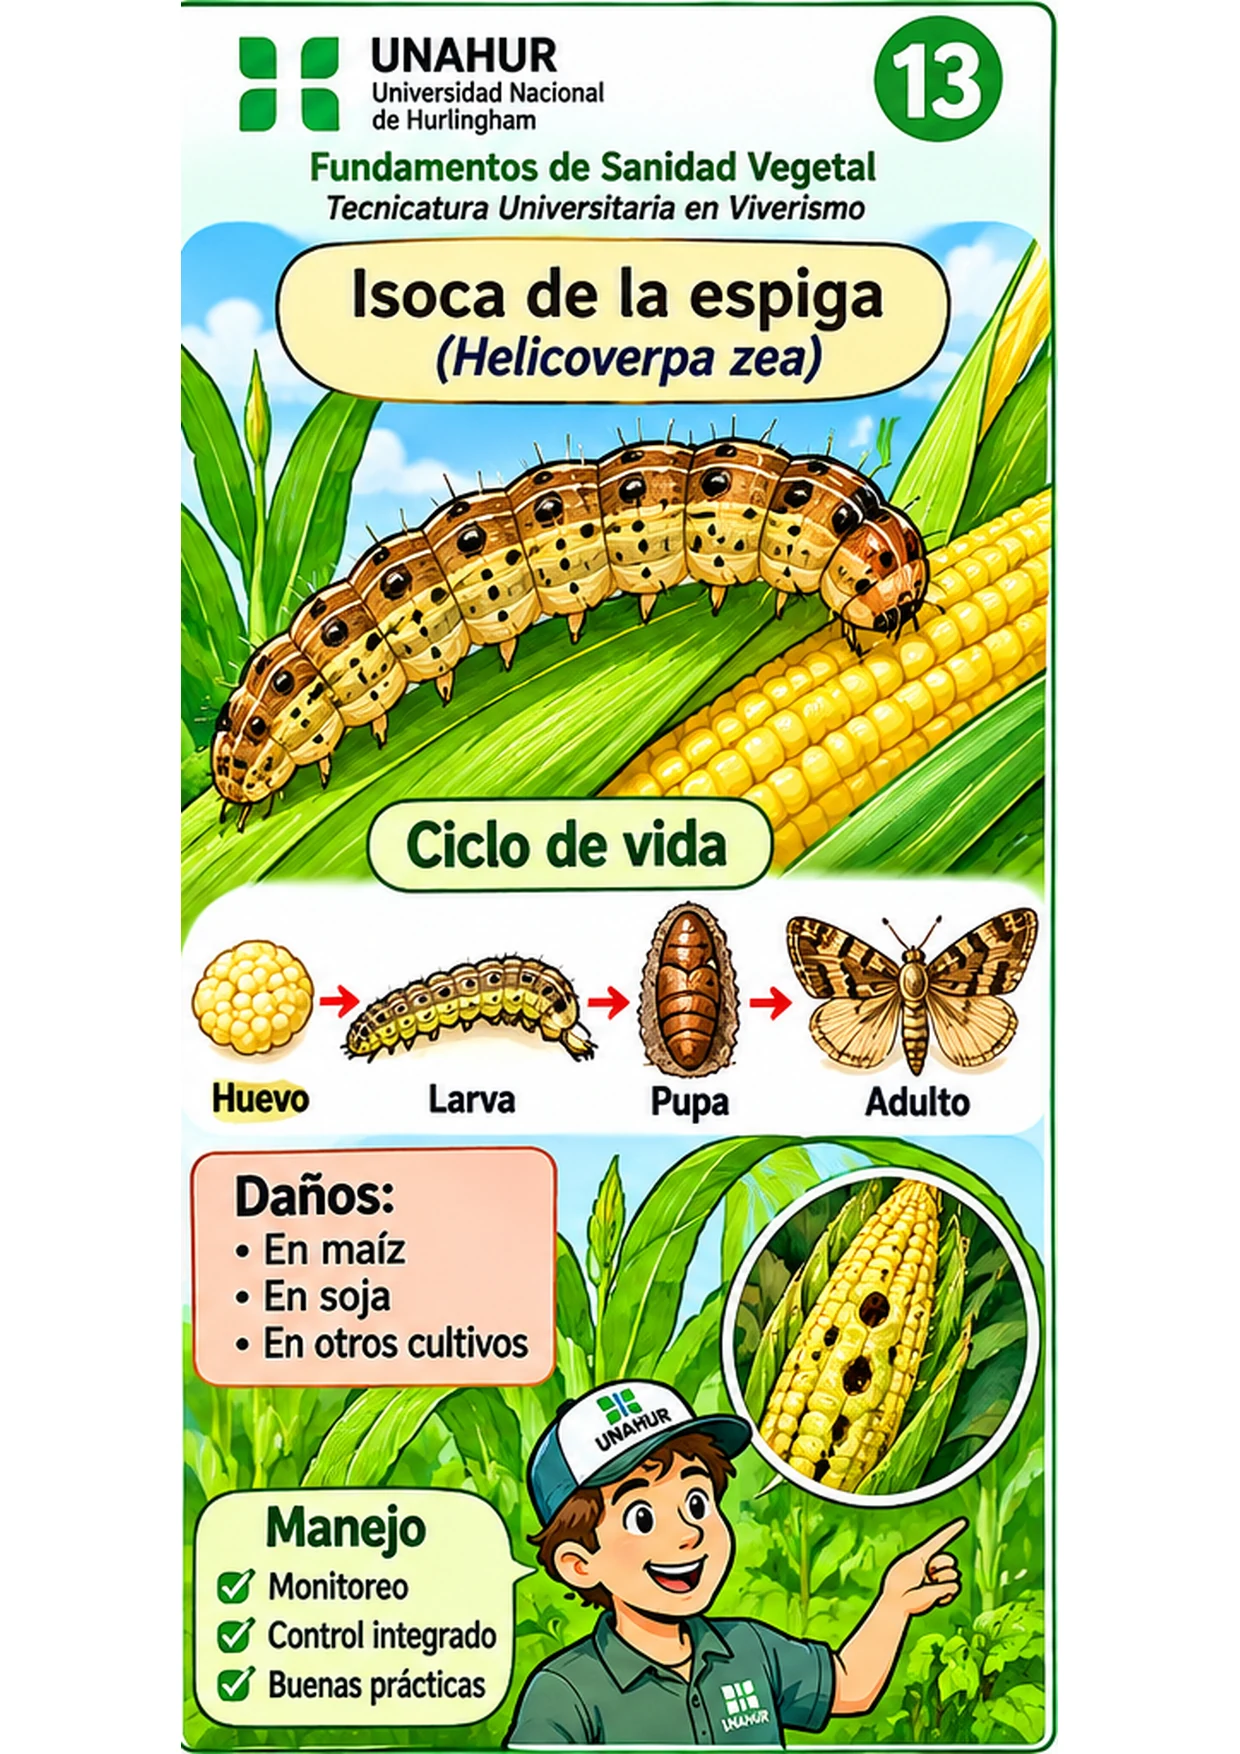 UNAHUR
Universidad Nacional
de Hurlingham
13
Fundamentos de Sanidad Vegetal
Tecnicatura Universitaria en Viverismo
Isoca de la espiga
(Helicoverpa zea)
Ciclo de vida
Huevo
Larva
Pupa
Adulto
Daños:
• En maíz
• En soja
• En otros cultivos
UNAHUR
Manejo
Monitoreo
Control integrado
Buenas prácticas
UNAHUR